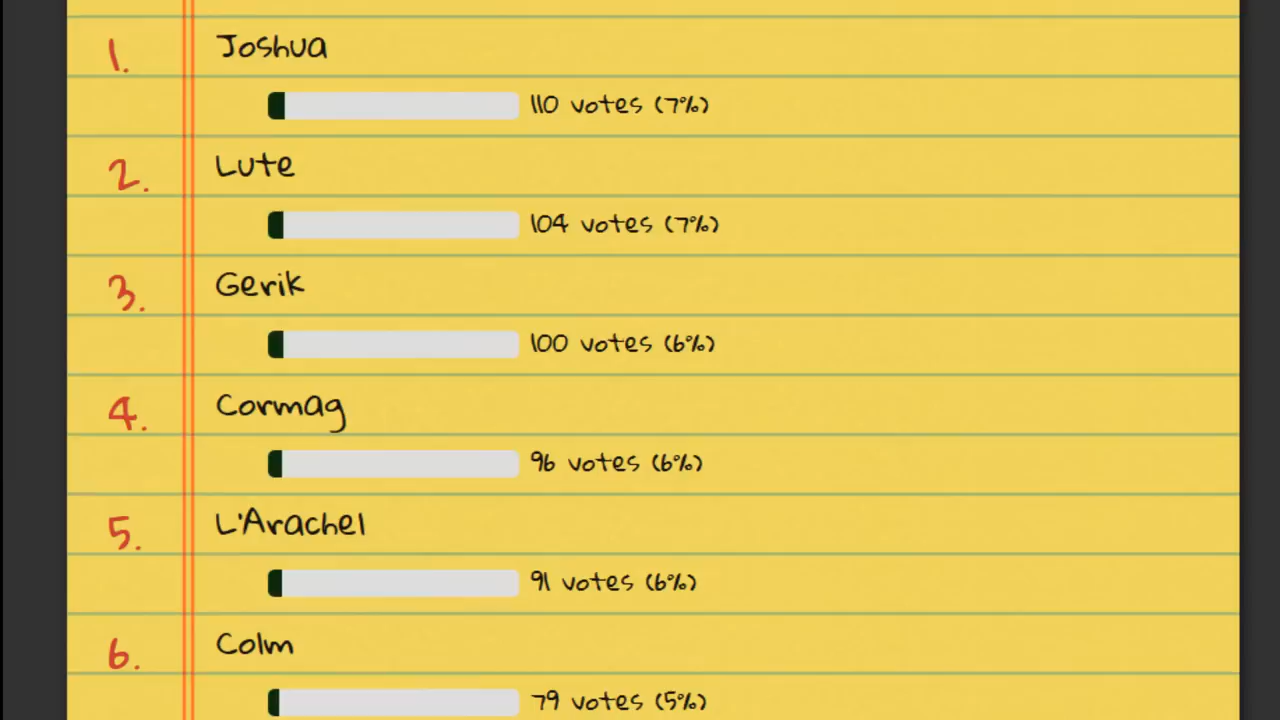 1. Joshua
110 votes (7%)
2. Lute
104 votes (7%)
3. Gerik
100 votes (6%)
4. Cormag
96 votes (6%)
5. L'Arachel
91 votes (6%)
6. Colm
79 votes (5%)